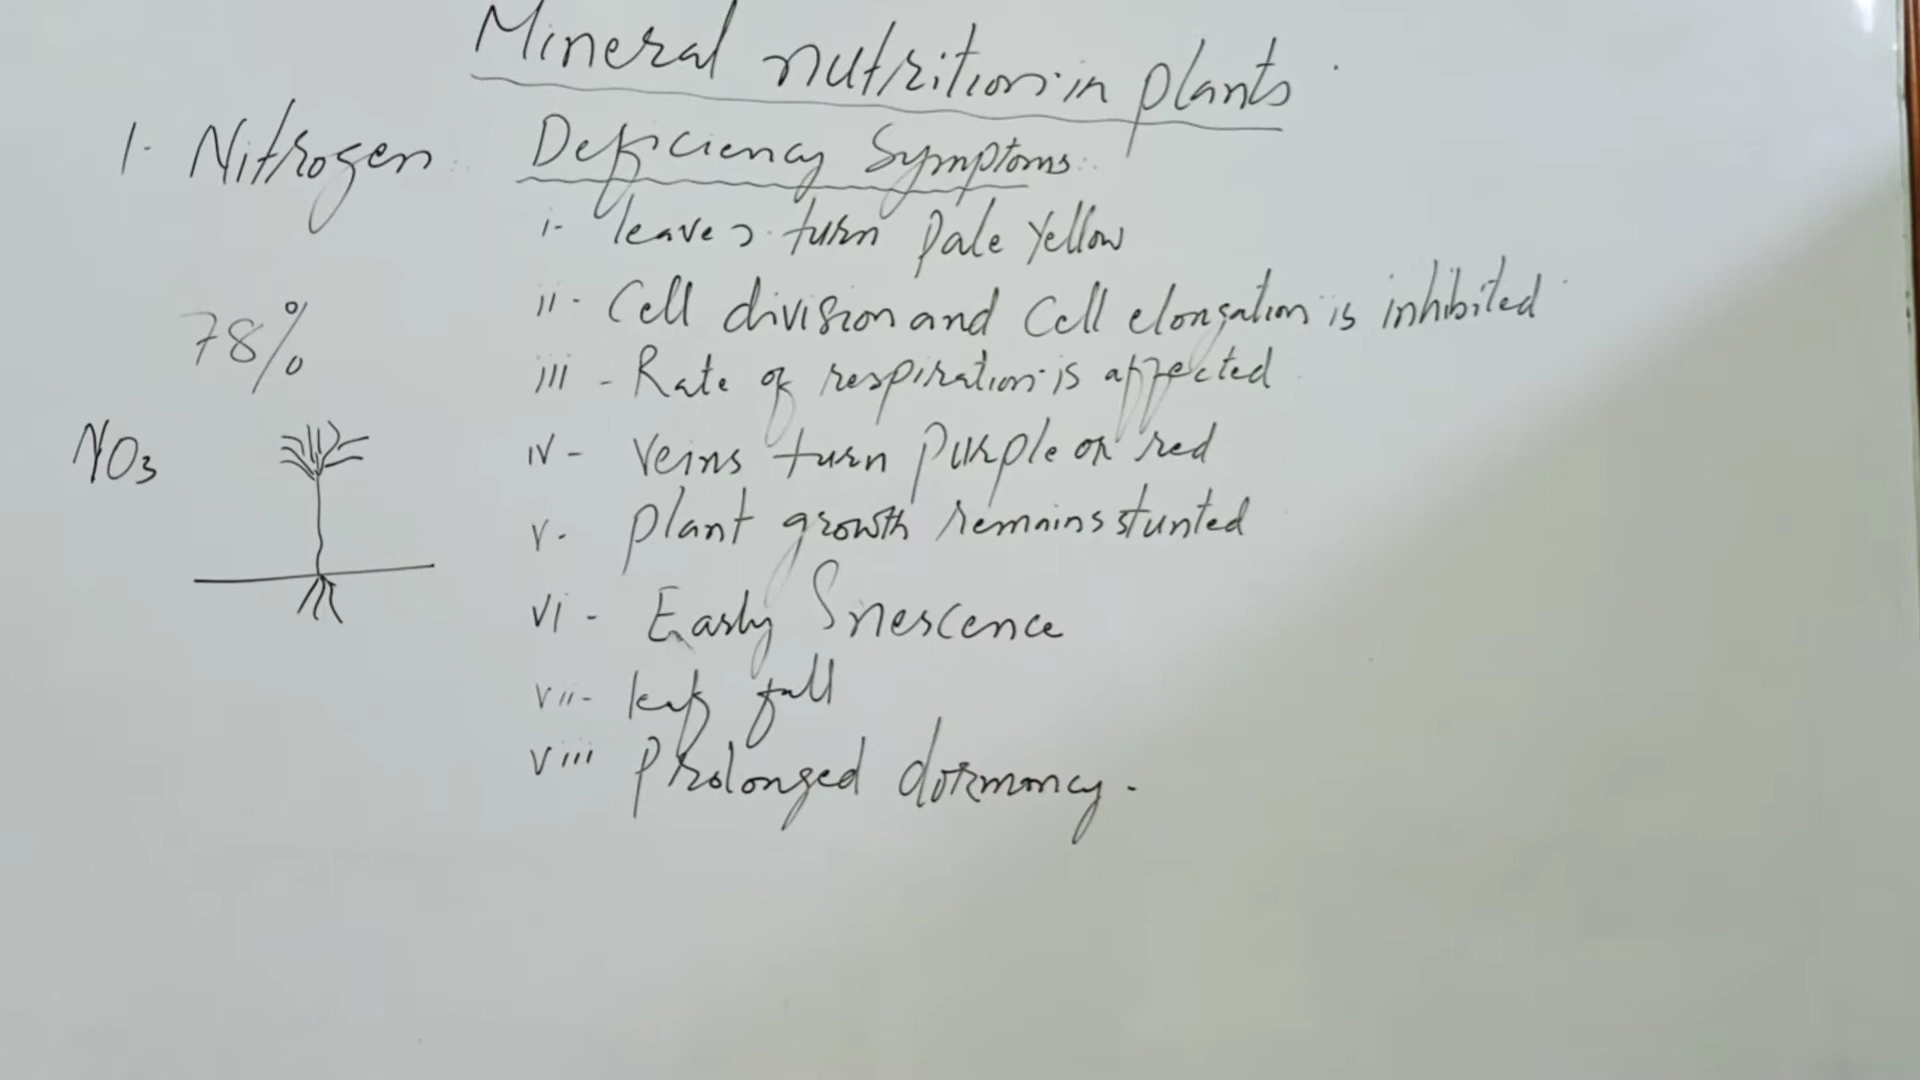 Mineral nutrition in plants
1. Nitrogen Deficiency Symptoms
i- leaves turn Pale Yellow
ii- Cell division and Cell elongation is inhibited
78%
iii - Rate of respiration is affected
NO3
iv- Veins turn Purple or red
v. plant growth remains stunted
vi - Early Snescence
vii- leaf fall
viii Prolonged dormancy.